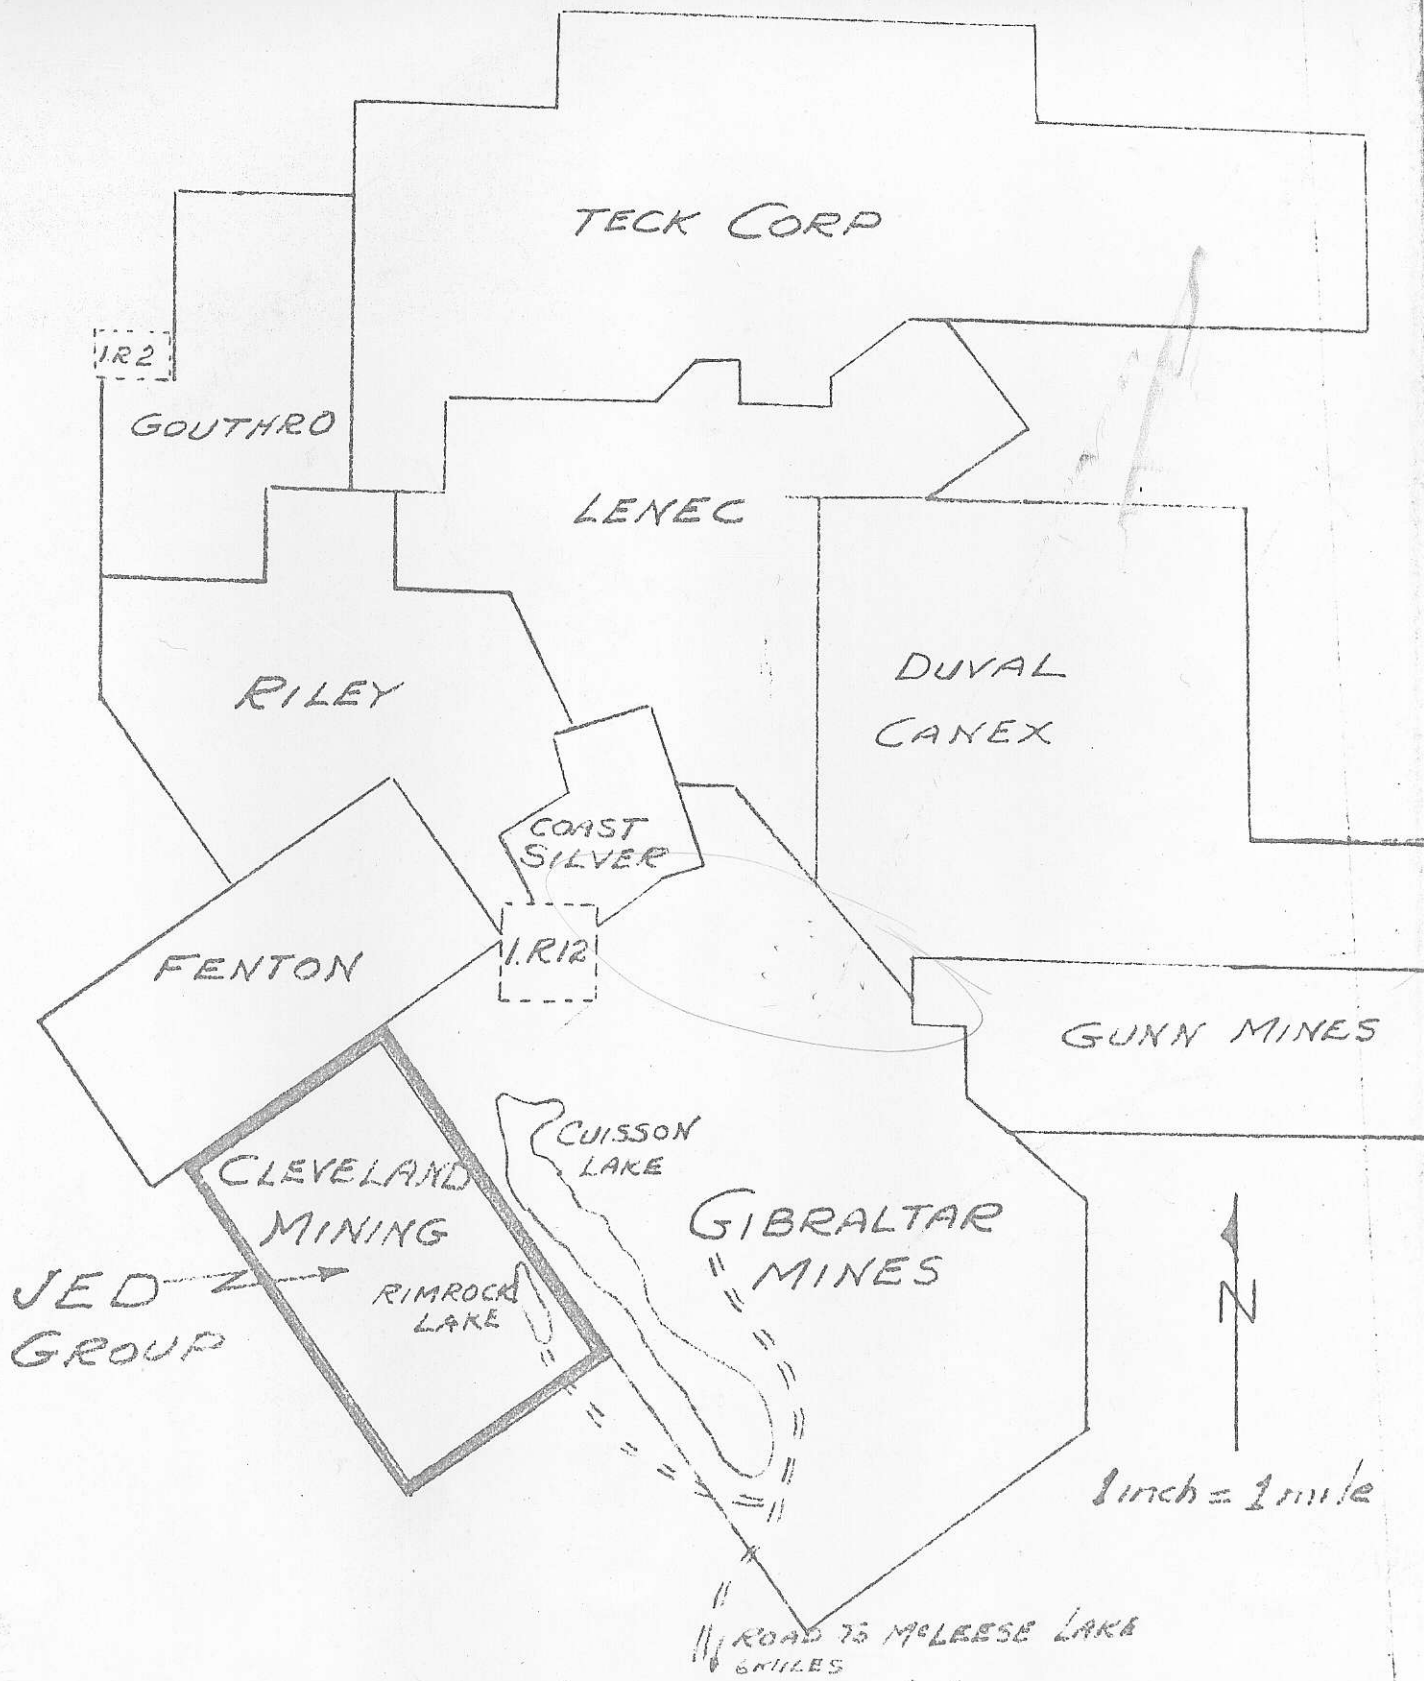 TECK CORP
I.R 2
GOUTHRO
LENEC
DUVAL
CANEX
RILEY
COAST
SILVER
I.R 12
FENTON
GUNN MINES
CUISSON
LAKE
CLEVELAND
MINING
GIBRALTAR
MINES
JED
GROUP
RIMROCK
LAKE
N
1 inch = 1 mile
ROAD TO McLEESE LAKE
6 MILES